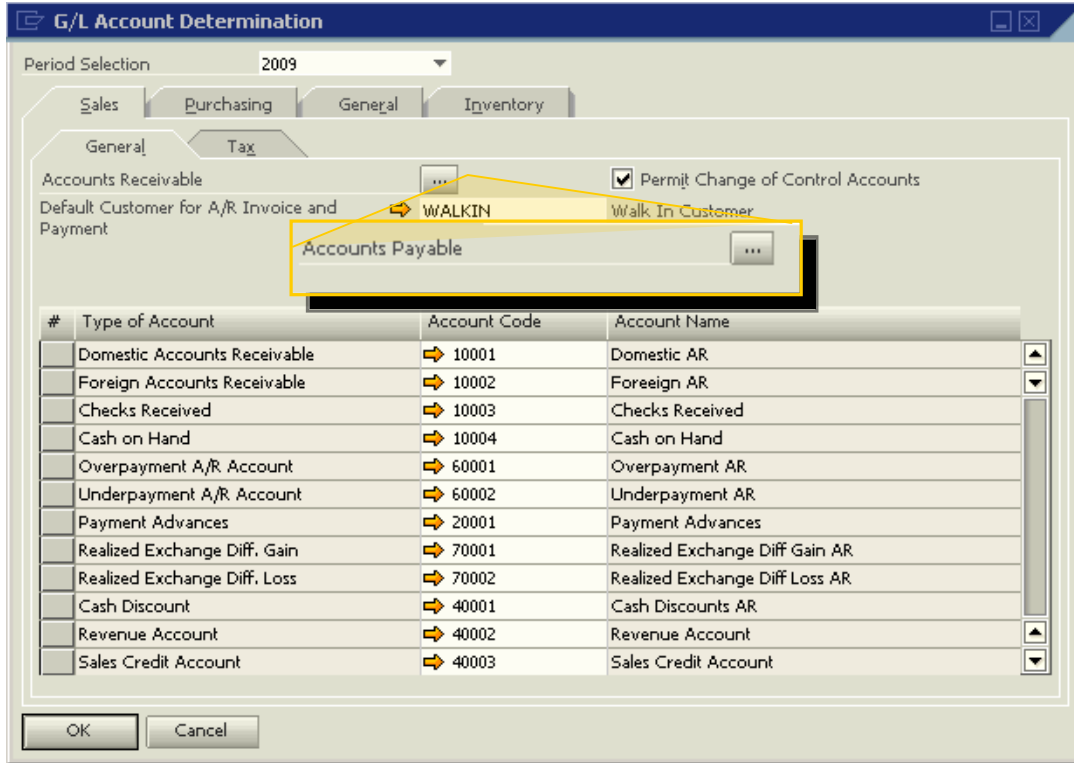 G/L Account Determination
Period Selection 2009
Sales Purchasing General Inventory
General Tax
Accounts Receivable ... Permit Change of Control Accounts
Default Customer for A/R Invoice and WALKIN Walk In Customer
Payment
Accounts Payable ...
# Type of Account Account Code Account Name
Domestic Accounts Receivable 10001 Domestic AR
Foreign Accounts Receivable 10002 Foreeign AR
Checks Received 10003 Checks Received
Cash on Hand 10004 Cash on Hand
Overpayment A/R Account 60001 Overpayment AR
Underpayment A/R Account 60002 Underpayment AR
Payment Advances 20001 Payment Advances
Realized Exchange Diff. Gain 70001 Realized Exchange Diff Gain AR
Realized Exchange Diff. Loss 70002 Realized Exchange Diff Loss AR
Cash Discount 40001 Cash Discounts AR
Revenue Account 40002 Revenue Account
Sales Credit Account 40003 Sales Credit Account
OK Cancel